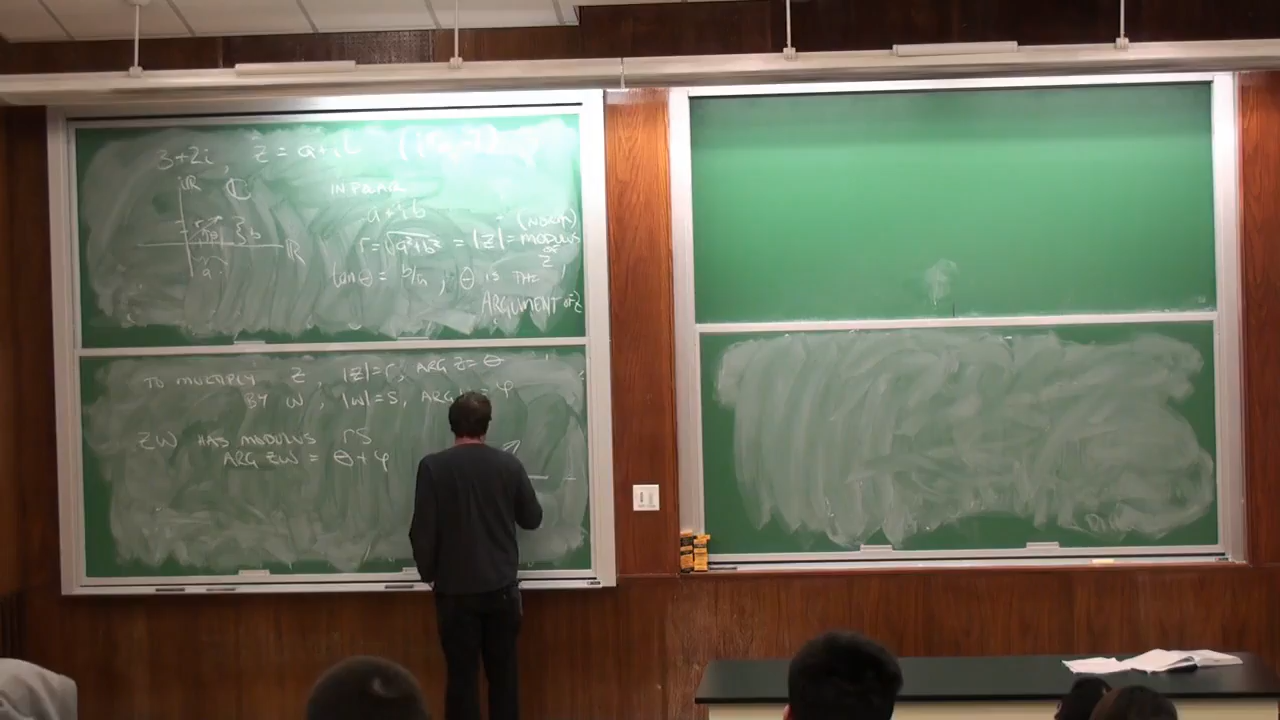 3+2i, z = a+ib
iR ℂ
IN POLAR
a+ib
r = √a²+b² = |z| = (NORM) MODULUS OF Z
r θ } b R
a
tan θ = b/a, θ IS THE
ARGUMENT OF Z
TO MULTIPLY Z, |Z|=r, ARG Z = θ
BY W, |W|=S, ARG = φ
ZW HAS MODULUS rS
ARG ZW = θ+φ